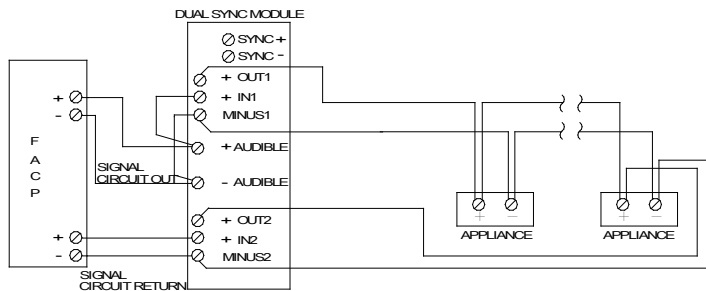 DUAL SYNC MODULE
SYNC +
SYNC -
+ OUT1
+ IN1
MINUS1
+ AUDIBLE
- AUDIBLE
+ OUT2
+ IN2
MINUS2
+
-
F
A
C
P
+
-
SIGNAL
CIRCUIT OUT
SIGNAL
CIRCUIT RETURN
+ -
APPLIANCE
+ -
APPLIANCE